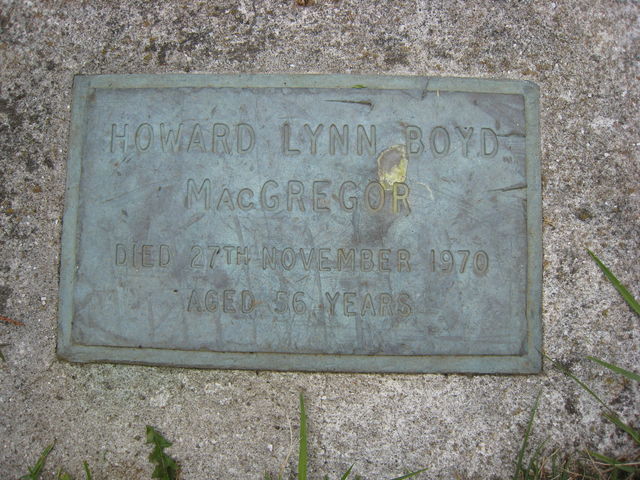 HOWARD LYNN BOYD
MacGREGOR
DIED 27TH NOVEMBER 1970
AGED 56 YEARS